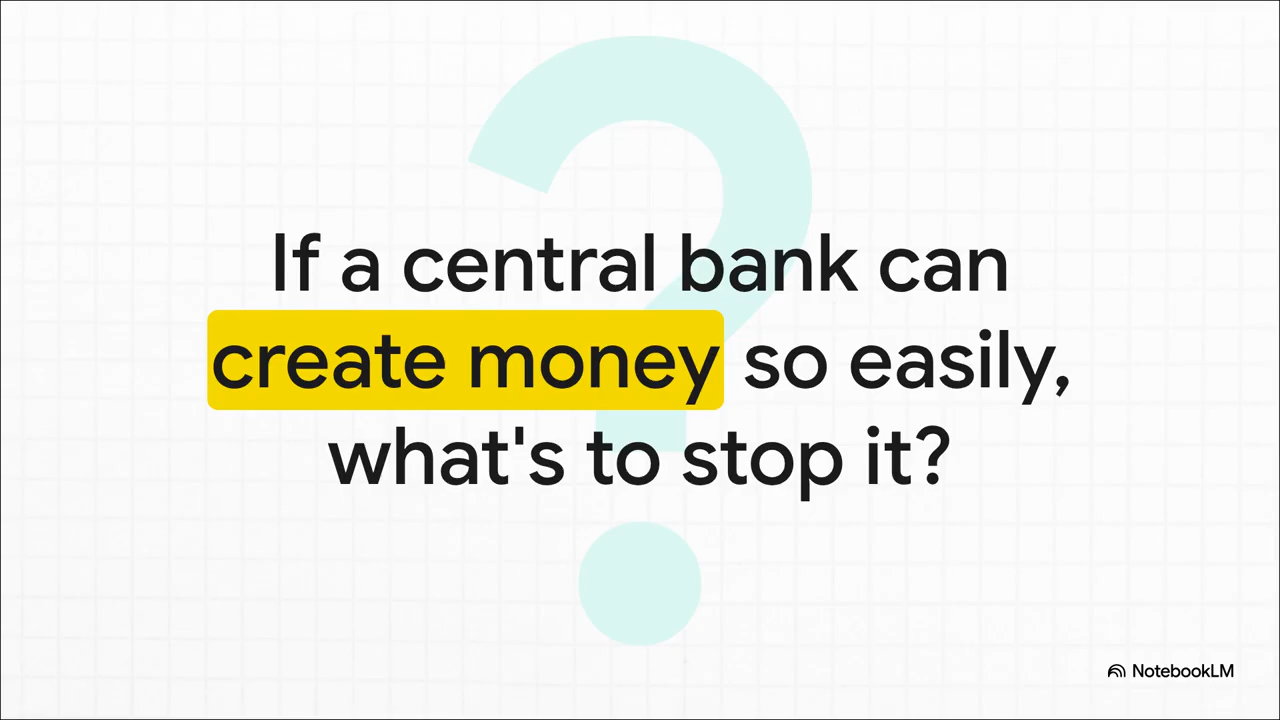 If a central bank can
create money so easily,
what's to stop it?
NotebookLM